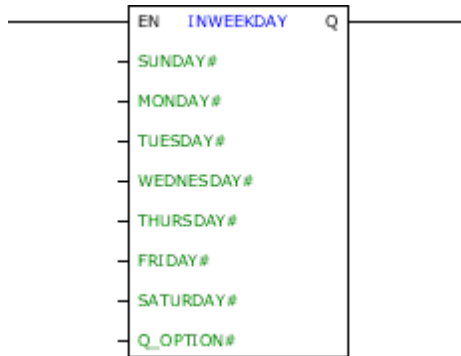 EN INWEEKDAY Q
SUNDAY#
MONDAY#
TUESDAY#
WEDNESDAY#
THURSDAY#
FRIDAY#
SATURDAY#
Q_OPTION#